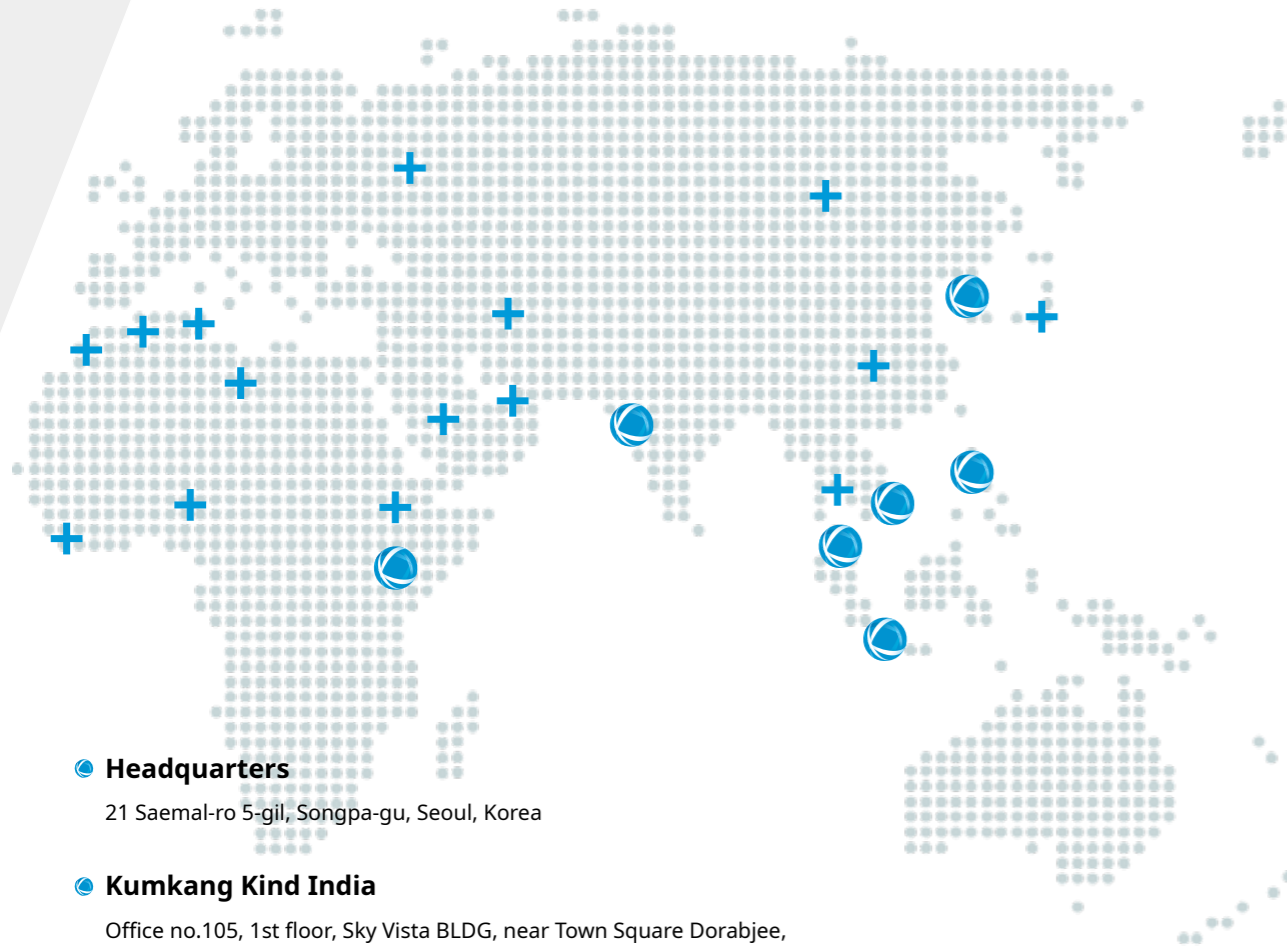 Headquarters
21 Saemal-ro 5-gil, Songpa-gu, Seoul, Korea
Kumkang Kind India
Office no.105, 1st floor, Sky Vista BLDG, near Town Square Dorabjee,